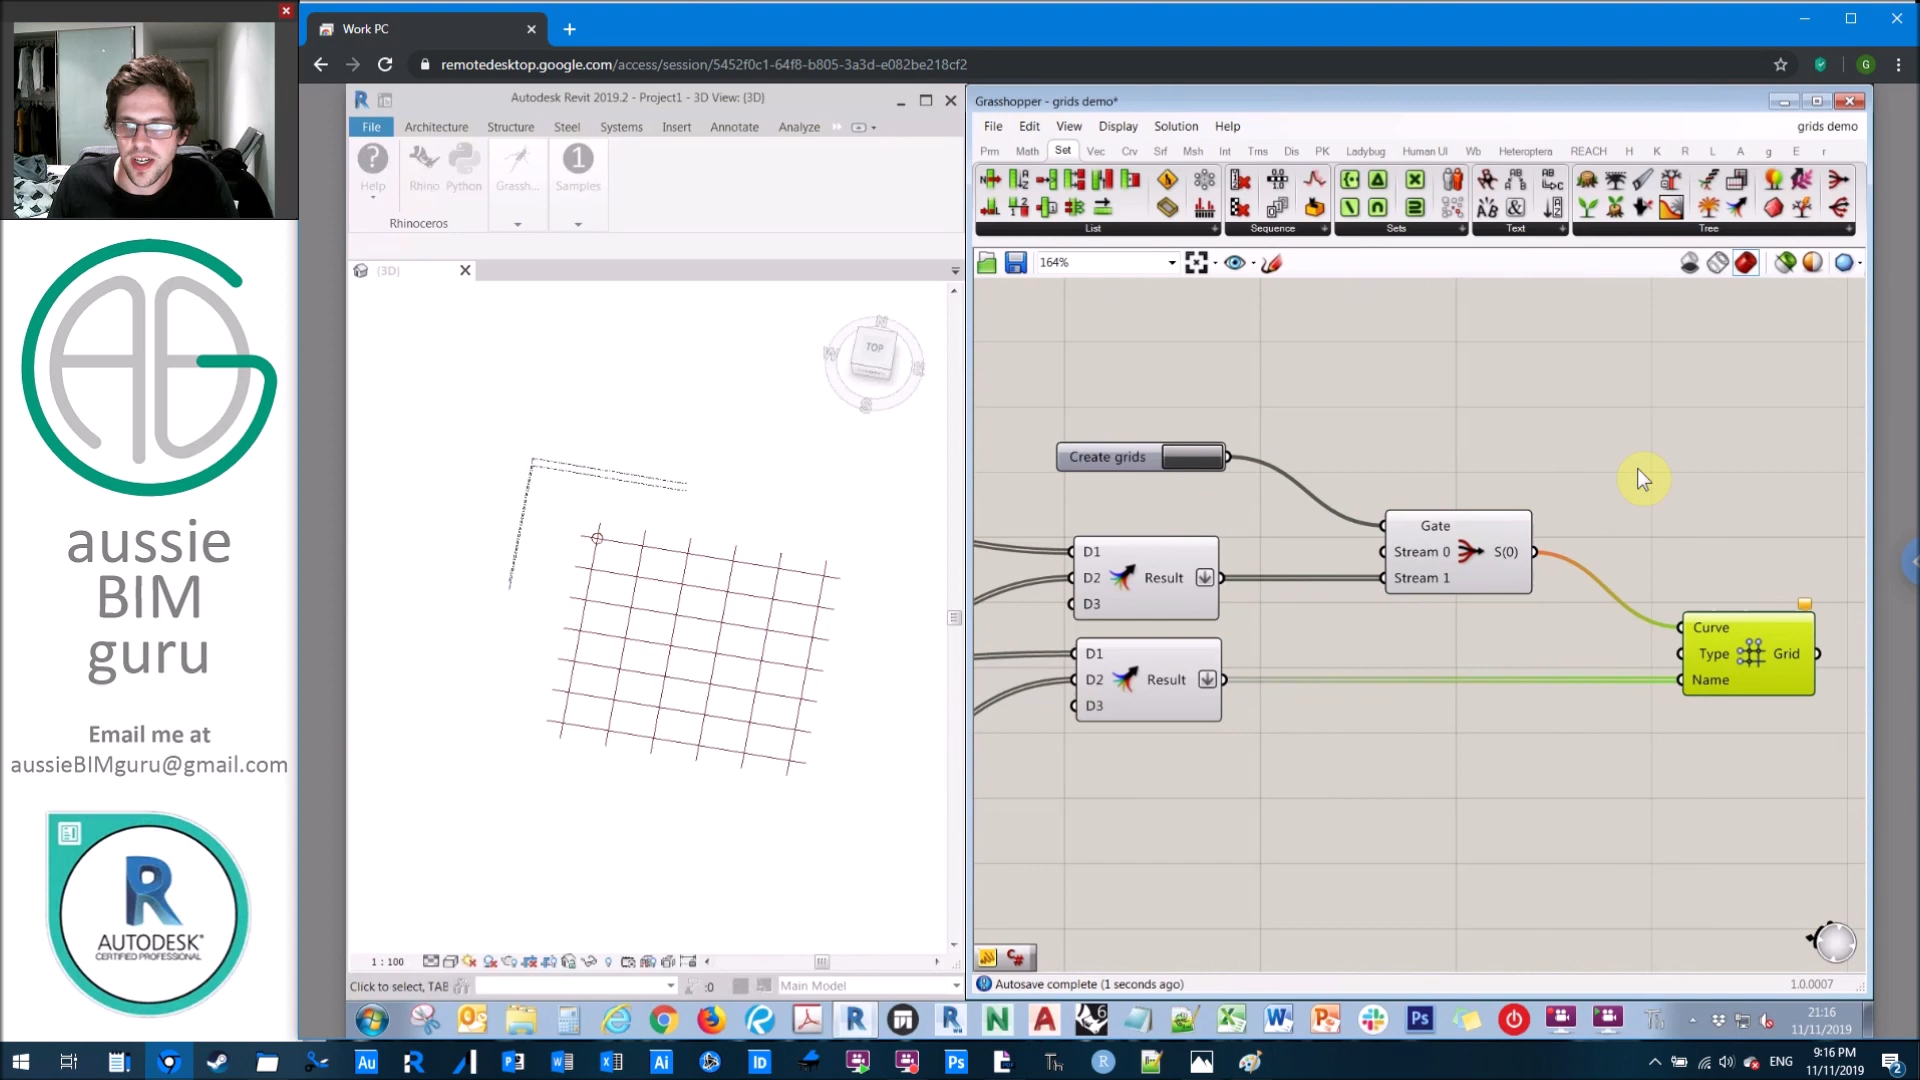 Work PC
remotedesktop.google.com/access/session/5452f0c1-64f8-b805-3a3d-e082be218cf2
G
Autodesk Revit 2019.2 - Project1 - 3D View: {3D}
File Architecture Structure Steel Systems Insert Annotate Analyze
Help Rhino Python Grassh... Samples
Rhinoceros
{3D}
TOP
N
W
S
1 : 100
Click to select, TAB
:0
Main Model
Grasshopper - grids demo*
File Edit View Display Solution Help
grids demo
Prm Math Set Vec Crv Srf Msh Int Trns Dis PK Ladybug Human UI Wb Heteroptera REACH H K R L A g E r
List Sequence Sets Text Tree
164%
Create grids
Gate
Stream 0
Stream 1
S(0)
D1
D2
D3
Result
D1
D2
D3
Result
Curve
Type
Name
Grid
Autosave complete (1 seconds ago)
1.0.0007
21:16
11/11/2019
ENG
9:16 PM
11/11/2019
2
aussie
BIM
guru
Email me at
aussieBIMguru@gmail.com
R
AUTODESK
CERTIFIED PROFESSIONAL